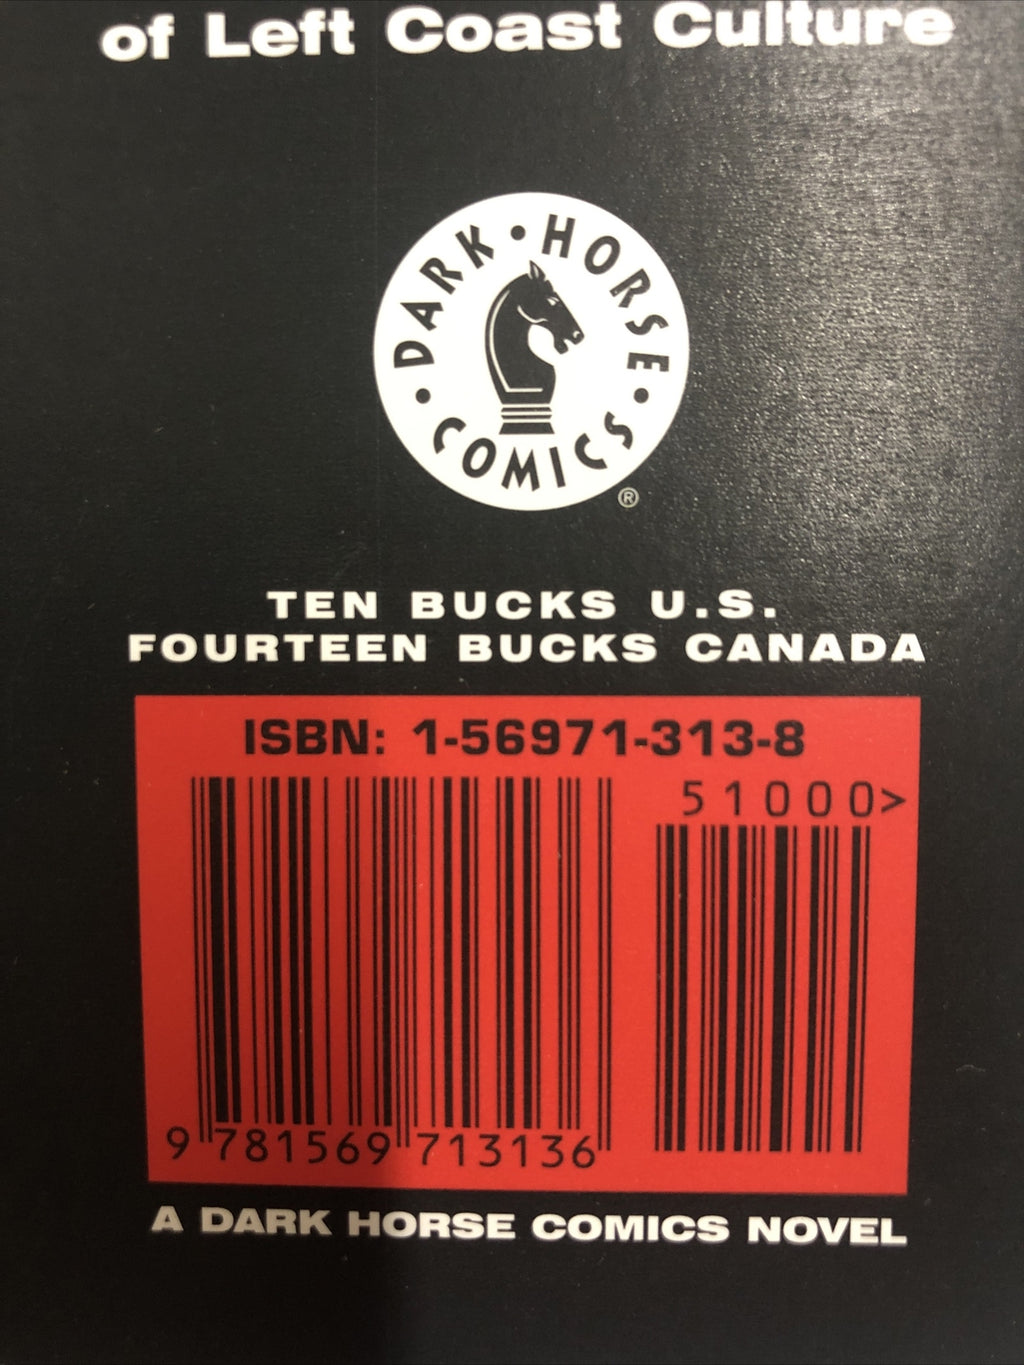 of Left Coast Culture
DARK • HORSE
• COMICS •
®
TEN BUCKS U.S.
FOURTEEN BUCKS CANADA
ISBN: 1-56971-313-8
51000>
9 781569 713136
A DARK HORSE COMICS NOVEL